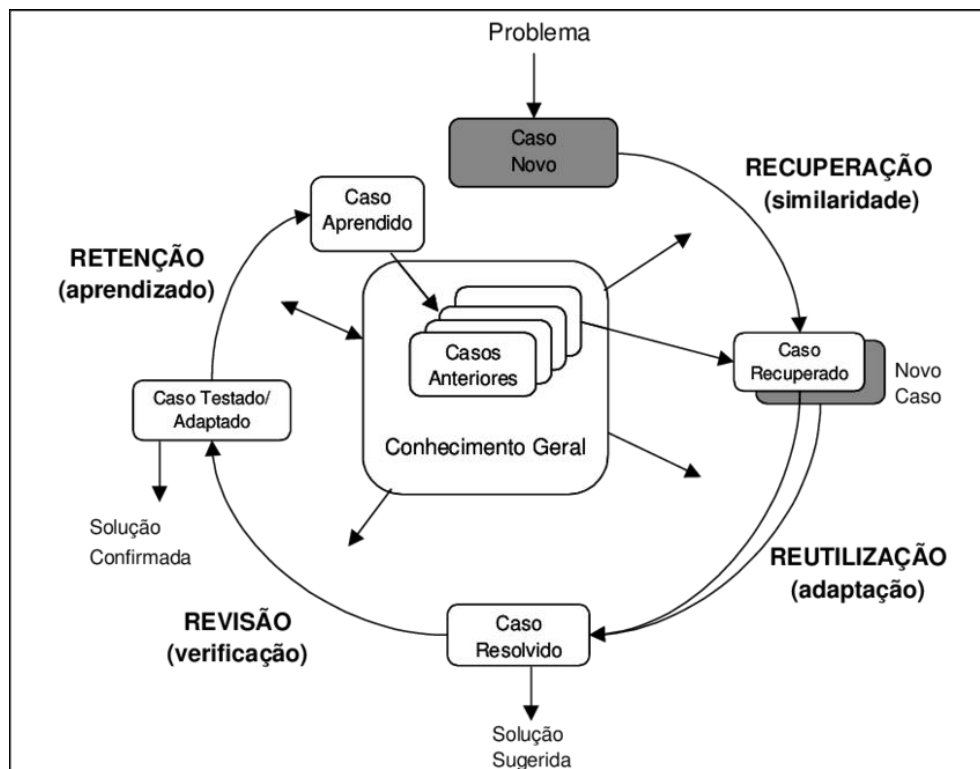 Problema
Caso
Novo
RECUPERAÇÃO
(similaridade)
Caso
Aprendido
RETENÇÃO
(aprendizado)
Casos
Anteriores
Caso
Recuperado
Novo
Caso
Caso Testado/
Adaptado
Conhecimento Geral
Solução
Confirmada
REUTILIZAÇÃO
(adaptação)
REVISÃO
(verificação)
Caso
Resolvido
Solução
Sugerida